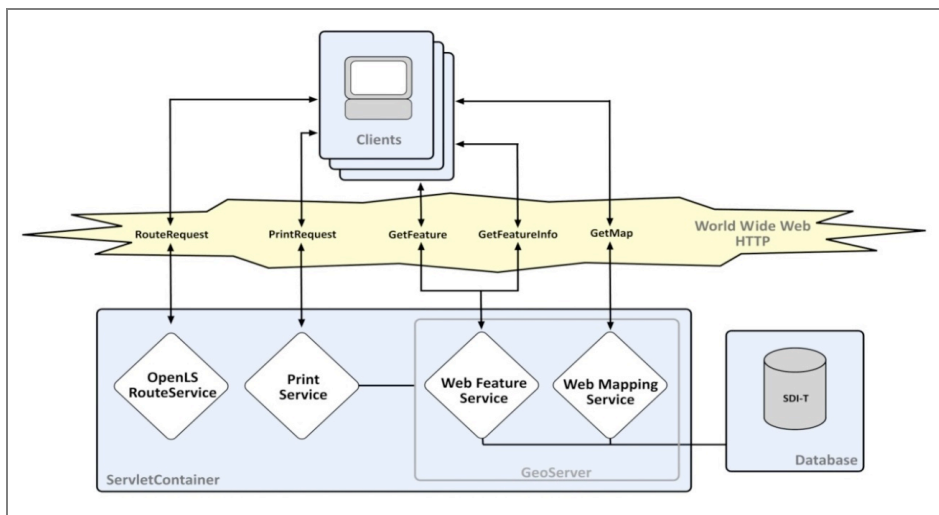 Clients
World Wide Web
HTTP
RouteRequest
PrintRequest
GetFeature
GetFeatureInfo
GetMap
OpenLS
RouteService
Print
Service
Web Feature
Service
Web Mapping
Service
SDI-T
ServletContainer
GeoServer
Database